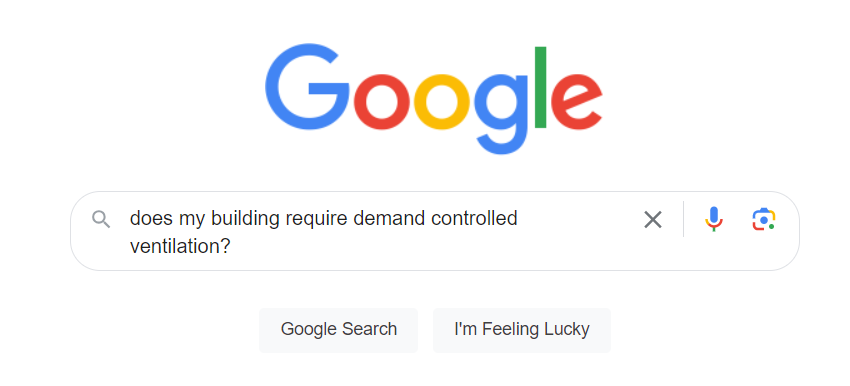 Google
does my building require demand controlled
ventilation?
Google Search
I'm Feeling Lucky